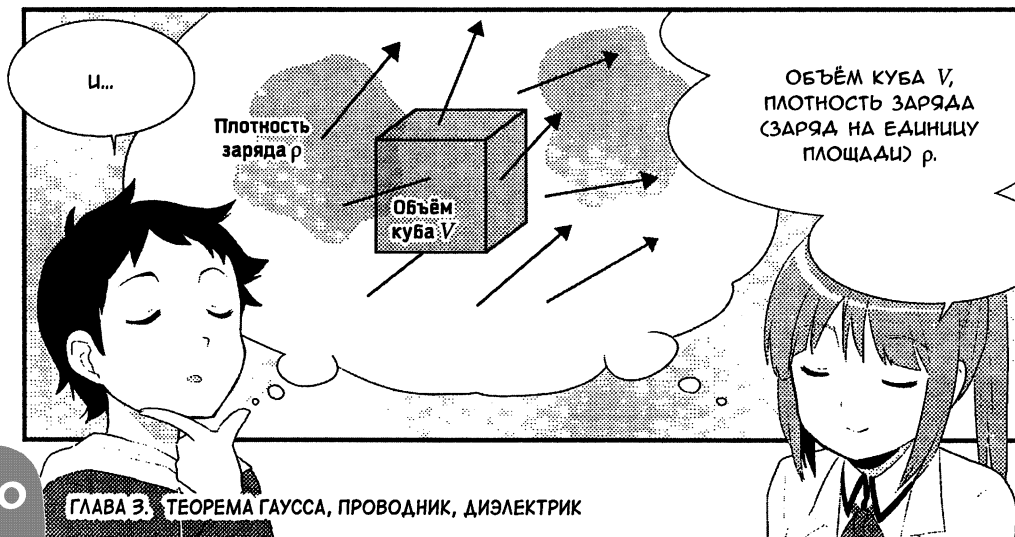 И...
Плотность
заряда ρ
Объём
куба V
ОБЪЁМ КУБА V,
ПЛОТНОСТЬ ЗАРЯДА
(ЗАРЯД НА ЕДИНИЦУ
ПЛОЩАДИ) ρ.
ГЛАВА 3. ТЕОРЕМА ГАУССА, ПРОВОДНИК, ДИЭЛЕКТРИК